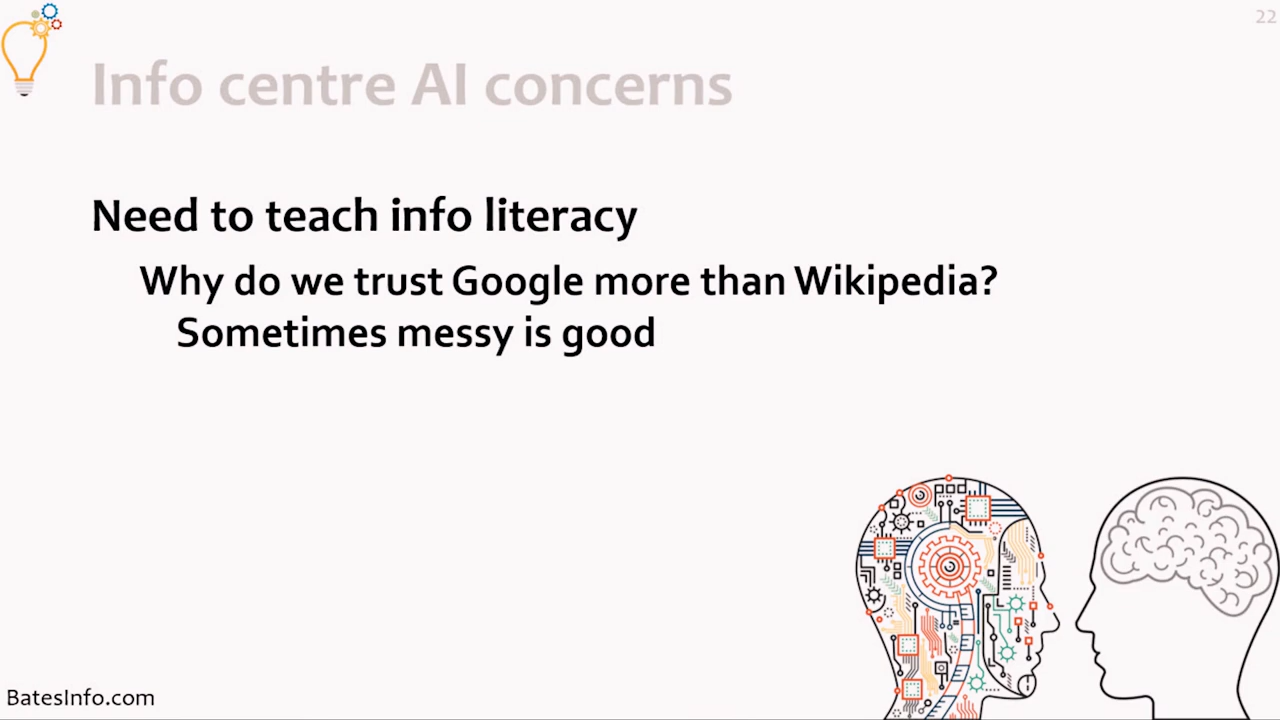 22
Info centre AI concerns
Need to teach info literacy
Why do we trust Google more than Wikipedia?
Sometimes messy is good
BatesInfo.com